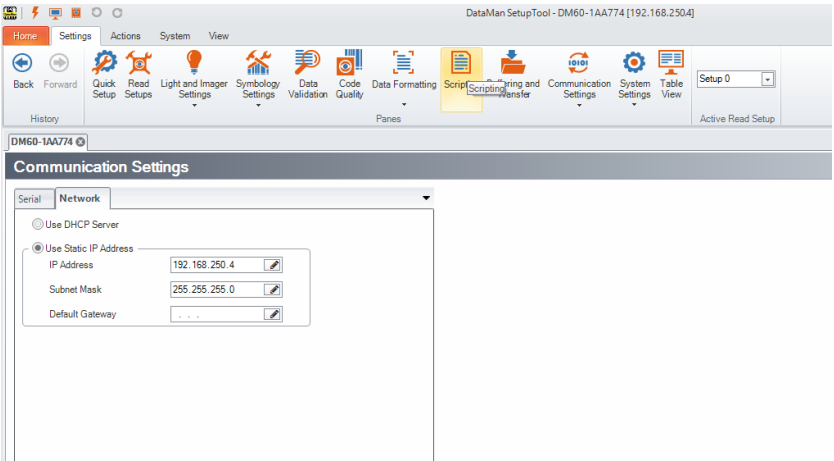 DataMan SetupTool - DM60-1AA774 [192.168.250.4]
Home Settings Actions System View
Back Forward Quick Setup Read Setups Light and Imager Settings Symbology Settings Data Validation Code Quality Data Formatting Scripting Communication Settings System Settings Table View Setup 0
Scripting
History Panes Active Read Setup
DM60-1AA774
Communication Settings
Serial Network
Use DHCP Server
Use Static IP Address
IP Address 192.168.250.4
Subnet Mask 255.255.255.0
Default Gateway . . .